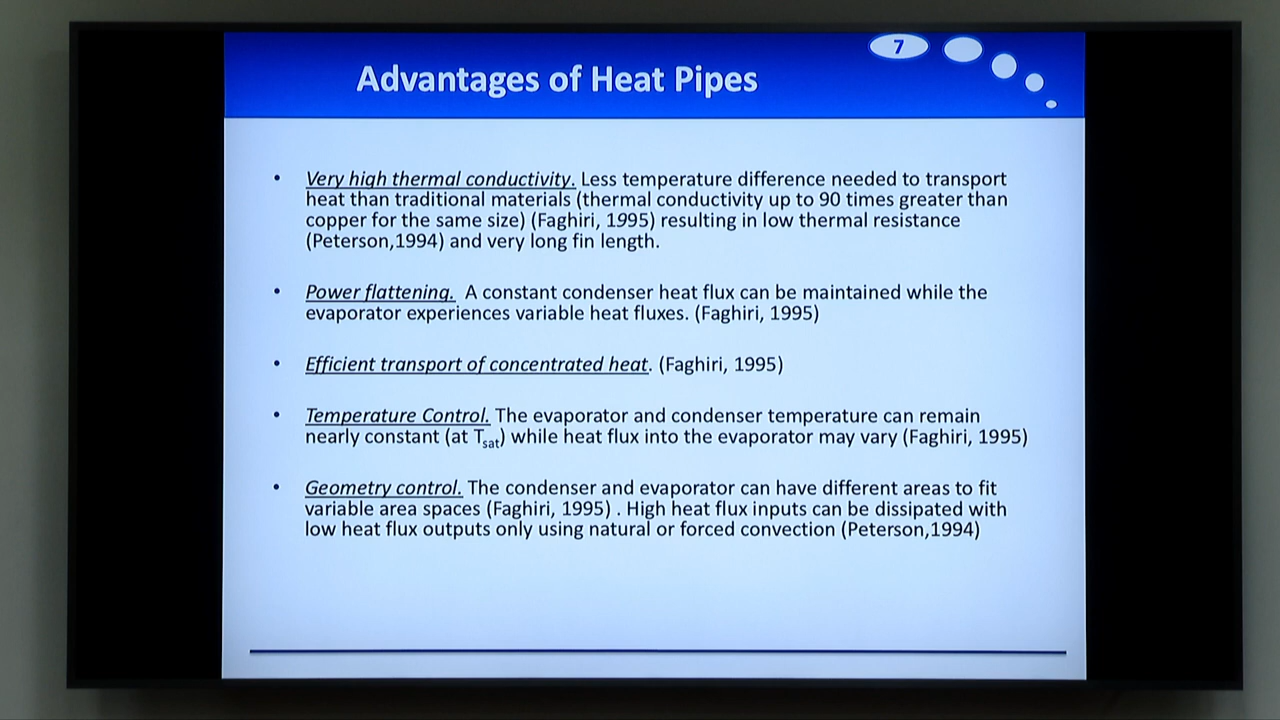 7
Advantages of Heat Pipes
• Very high thermal conductivity. Less temperature difference needed to transport
heat than traditional materials (thermal conductivity up to 90 times greater than
copper for the same size) (Faghiri, 1995) resulting in low thermal resistance
(Peterson,1994) and very long fin length.
• Power flattening. A constant condenser heat flux can be maintained while the
evaporator experiences variable heat fluxes. (Faghiri, 1995)
• Efficient transport of concentrated heat. (Faghiri, 1995)
• Temperature Control. The evaporator and condenser temperature can remain
nearly constant (at Tsat) while heat flux into the evaporator may vary (Faghiri, 1995)
• Geometry control. The condenser and evaporator can have different areas to fit
variable area spaces (Faghiri, 1995) . High heat flux inputs can be dissipated with
low heat flux outputs only using natural or forced convection (Peterson,1994)